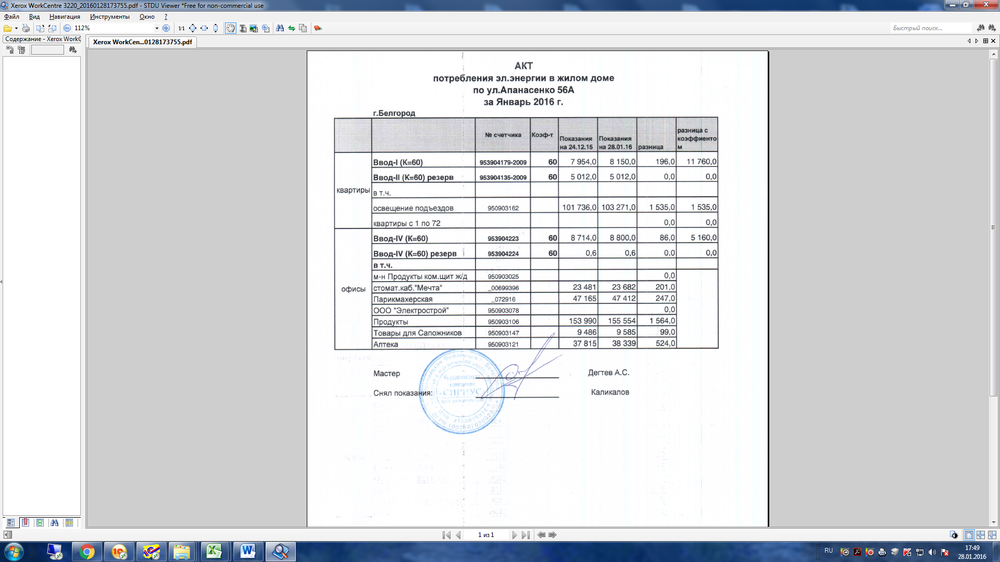 Xerox WorkCentre 3220_20160128173755.pdf - STDU Viewer *Free for non-commercial use
Файл Вид Навигация Инструменты Окно ?
112%
1:1
Быстрый поиск...
Содержание - Xerox WorkC
Xerox WorkCen...0128173755.pdf
АКТ
потребления эл.энергии в жилом доме
по ул.Апанасенко 56А
за Январь 2016 г.
г.Белгород
№ счетчика Коэф-т Показания на 24.12.15 Показания на 28.01.16 разница разница с коэффиенто м
квартиры
Ввод-I (К=60) 953904179-2009 60 7 954,0 8 150,0 196,0 11 760,0
Ввод-II (К=60) резерв 953904135-2009 60 5 012,0 5 012,0 0,0 0,0
в т.ч.
освещение подъездов 950903162 101 736,0 103 271,0 1 535,0 1 535,0
квартиры с 1 по 72 0,0 0,0
офисы
Ввод-IV (К=60) 953904223 60 8 714,0 8 800,0 86,0 5 160,0
Ввод-IV (К=60) резерв 953904224 60 0,6 0,6 0,0 0,0
в т.ч.
м-н Продукты ком.щит ж/д 950903025 0,0
стомат.каб."Мечта" _00699396 23 481 23 682 201,0
Парикмахерская _072916 47 165 47 412 247,0
ООО "Электрострой" 950903078 0,0
Продукты 950903106 153 990 155 554 1 564,0
Товары для Сапожников 950903147 9 486 9 585 99,0
Аптека 950903121 37 815 38 339 524,0
Мастер Дегтев А.С.
Снял показания: Каликалов
Управляющая
компания
«СИРИУС»
для документов
1 из 1
RU
17:49
28.01.2016